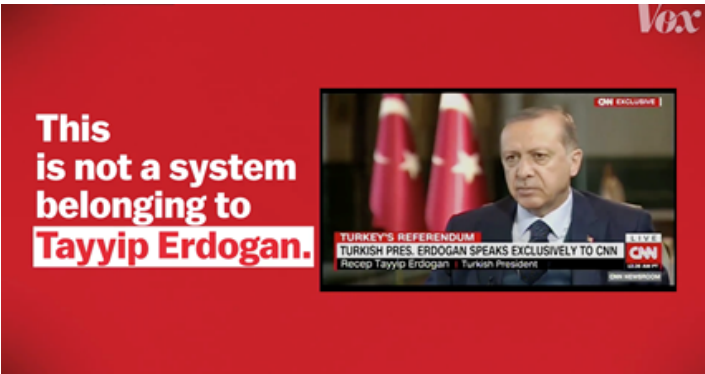 Vox
This
is not a system
belonging to
Tayyip Erdogan.
CNN EXCLUSIVE
TURKEY'S REFERENDUM
TURKISH PRES. ERDOGAN SPEAKS EXCLUSIVELY TO CNN
Recep Tayyip Erdogan Turkish President
LIVE
CNN
CNN NEWSROOM